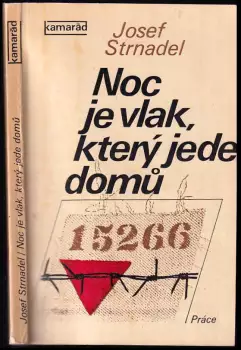 kamarád
Josef Strnadel / Noc je vlak, který jede domů
kamarád
Josef
Strnadel
Noc
je vlak,
který jede
domů
15266
Práce